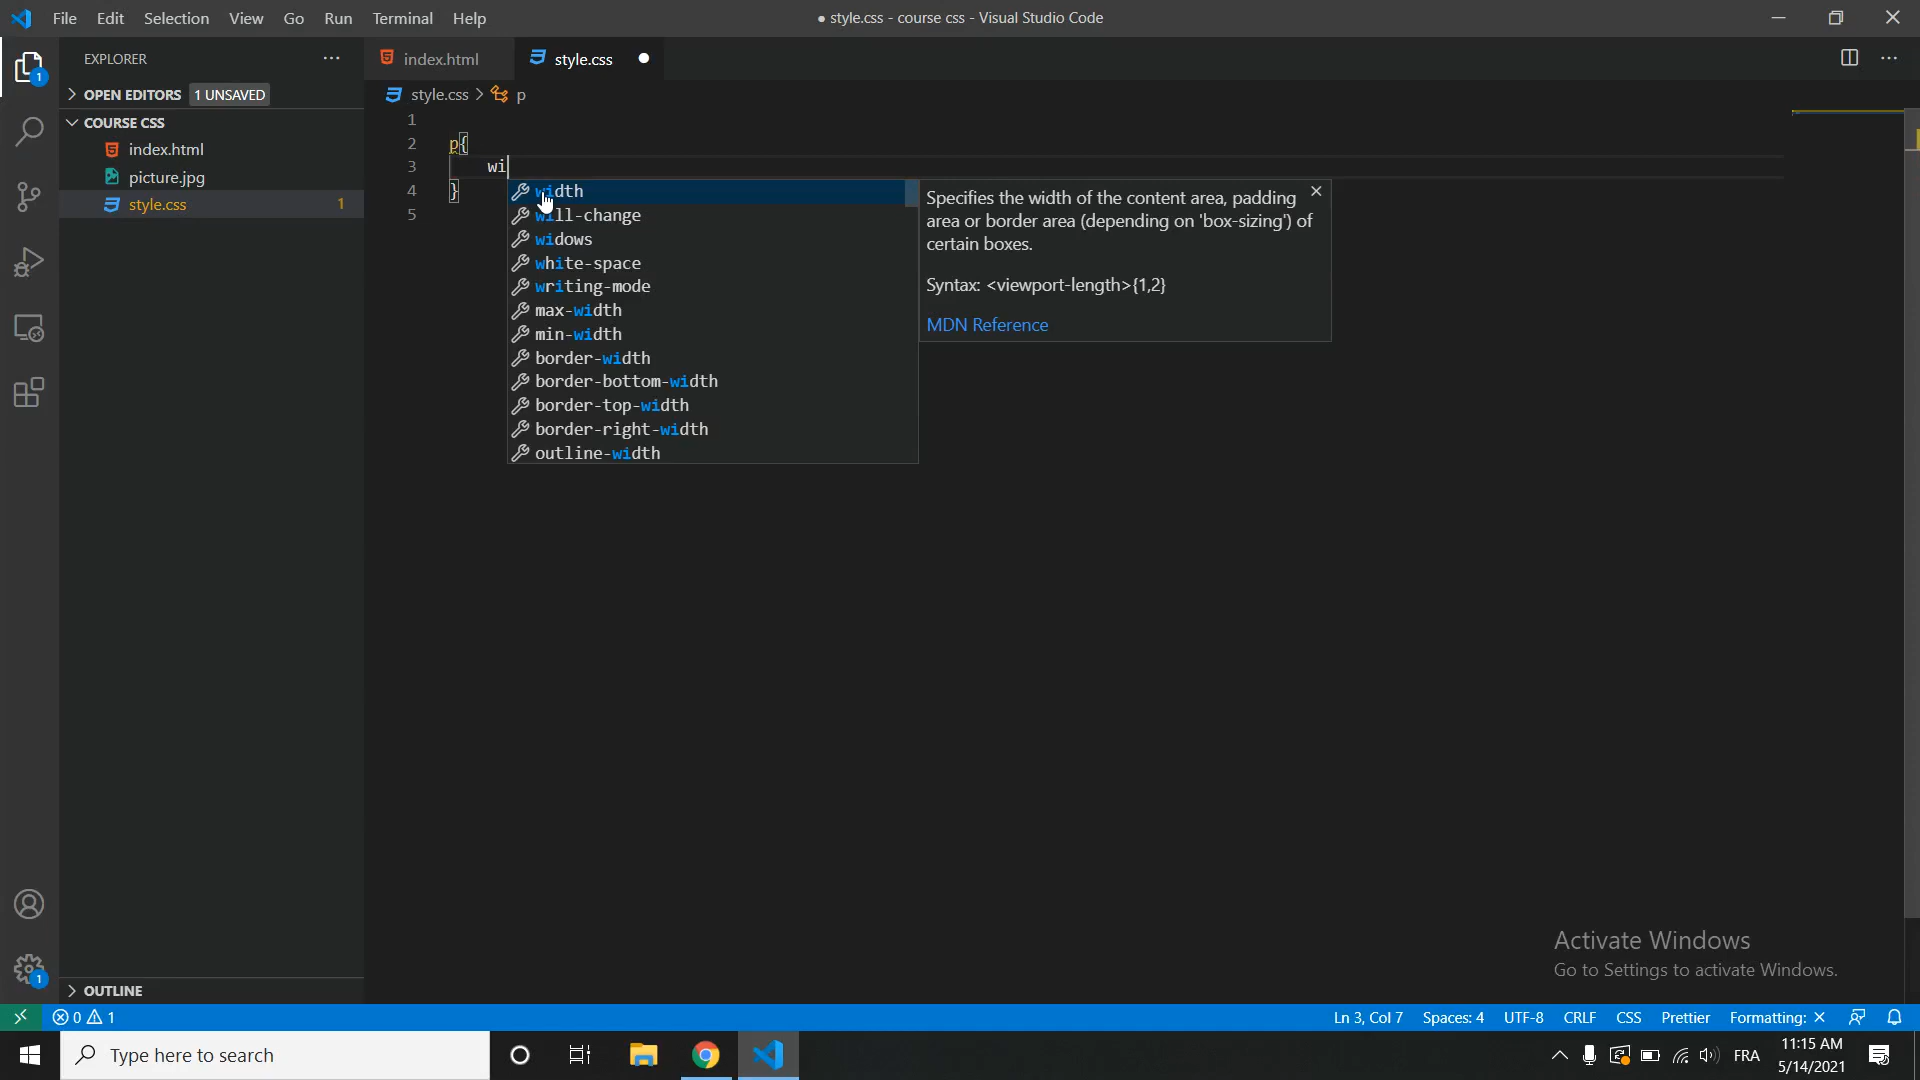 File Edit Selection View Go Run Terminal Help
● style.css - course css - Visual Studio Code
EXPLORER
index.html
style.css
OPEN EDITORS 1 UNSAVED
style.css > p
COURSE CSS
index.html
picture.jpg
style.css 1
1
2 p{
3 wi
4 }
5
width
will-change
widows
white-space
writing-mode
max-width
min-width
border-width
border-bottom-width
border-top-width
border-right-width
outline-width
Specifies the width of the content area, padding
area or border area (depending on 'box-sizing') of
certain boxes.
Syntax: <viewport-length>{1,2}
MDN Reference
1
1
Activate Windows
Go to Settings to activate Windows.
OUTLINE
0 1 Ln 3, Col 7 Spaces: 4 UTF-8 CRLF CSS Prettier Formatting: ×
Type here to search
FRA
11:15 AM
5/14/2021